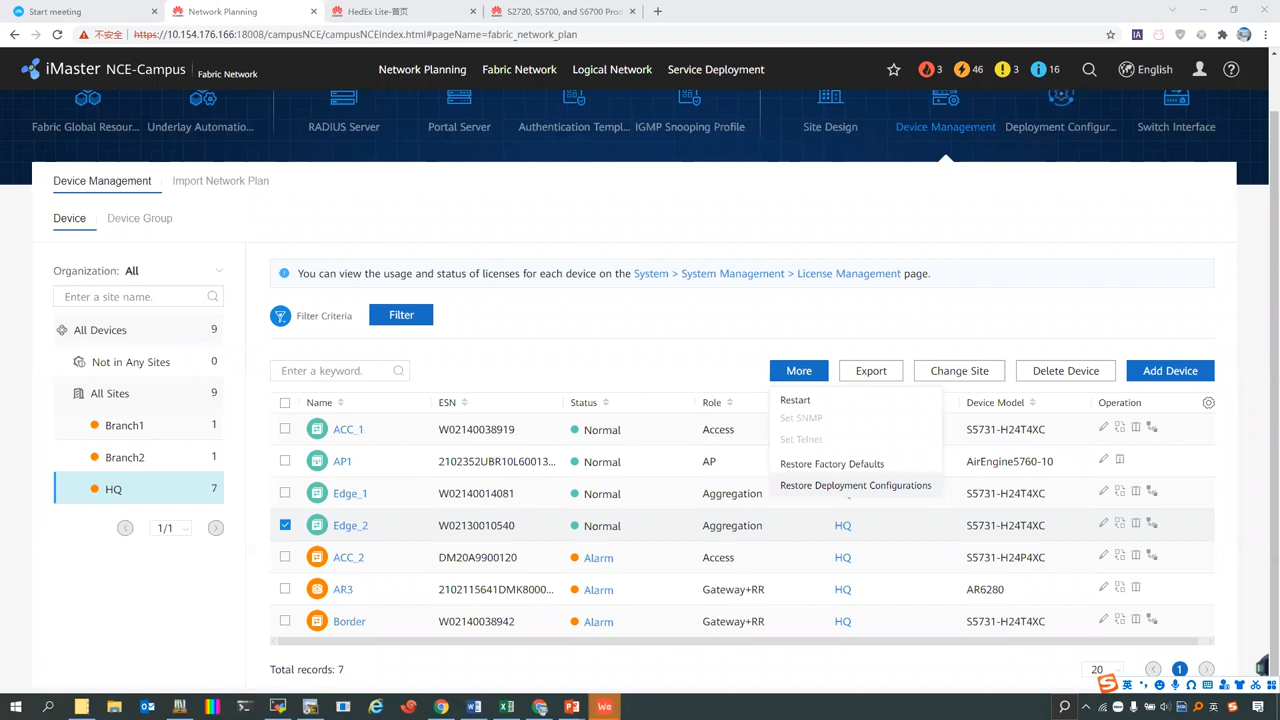 Start meeting
Network Planning
HedEx Lite-首页
S2720, S5700, and S6700 Prod
不安全 https://10.154.176.166:18008/campusNCE/campusNCEIndex.html#pageName=fabric_network_plan
iMaster NCE-Campus Fabric Network Network Planning Fabric Network Logical Network Service Deployment 3 46 3 16 English
Fabric Global Resour... Underlay Automatio... RADIUS Server Portal Server Authentication Templ... IGMP Snooping Profile Site Design Device Management Deployment Configur... Switch Interface
Device Management Import Network Plan
Device Device Group
Organization: All
Enter a site name.
All Devices 9
Not in Any Sites 0
All Sites 9
Branch1 1
Branch2 1
HQ 7
1/1
You can view the usage and status of licenses for each device on the System > System Management > License Management page.
Filter Criteria Filter
Enter a keyword. More Export Change Site Delete Device Add Device
Restart
Set SNMP
Set Telnet
Restore Factory Defaults
Restore Deployment Configurations
Name ESN Status Role Device Model Operation
ACC_1 W02140038919 Normal Access S5731-H24T4XC
AP1 2102352UBR10L60013... Normal AP AirEngine5760-10
Edge_1 W02140014081 Normal Aggregation S5731-H24T4XC
Edge_2 W02130010540 Normal Aggregation HQ S5731-H24T4XC
ACC_2 DM20A9900120 Alarm Access HQ S5731-H24P4XC
AR3 2102115641DMK8000... Alarm Gateway+RR HQ AR6280
Border W02140038942 Alarm Gateway+RR HQ S5731-H24T4XC
Total records: 7 20 1
英
We
英